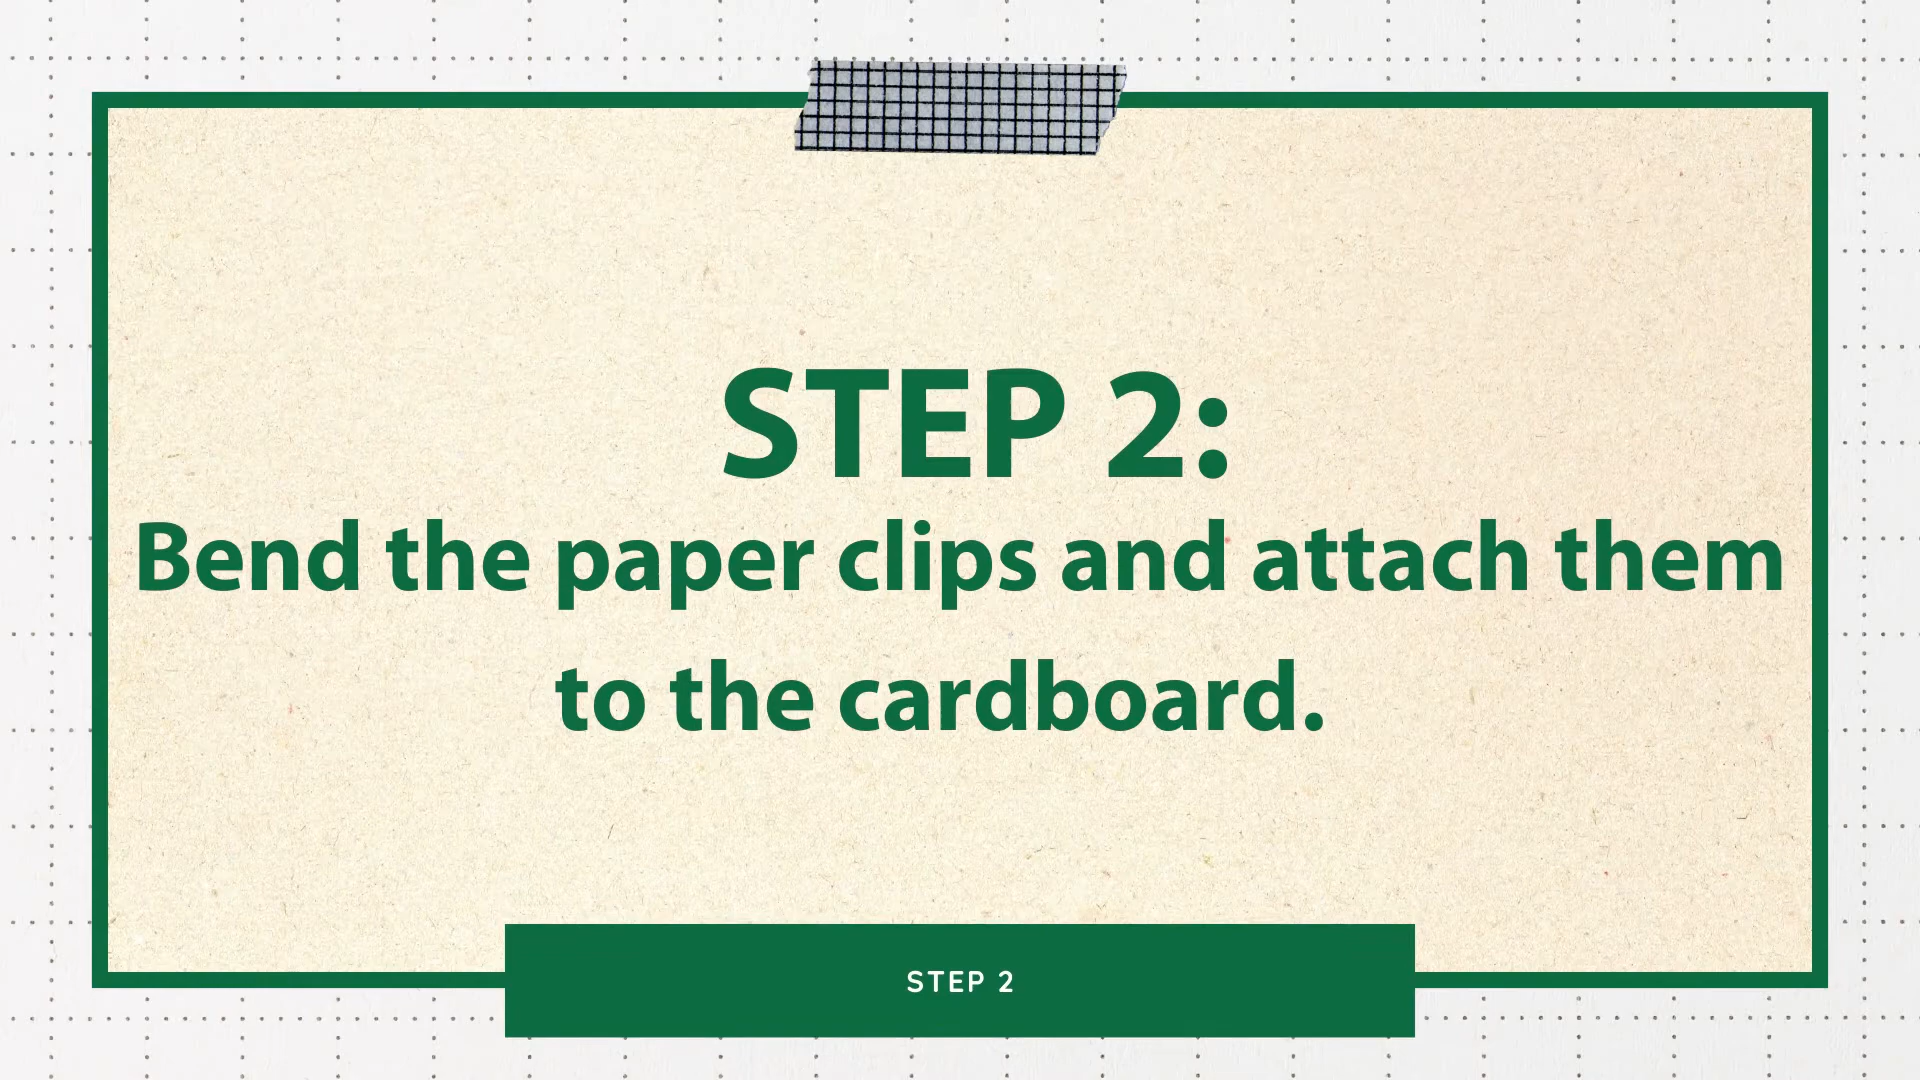 STEP 2:
Bend the paper clips and attach them
to the cardboard.
STEP 2